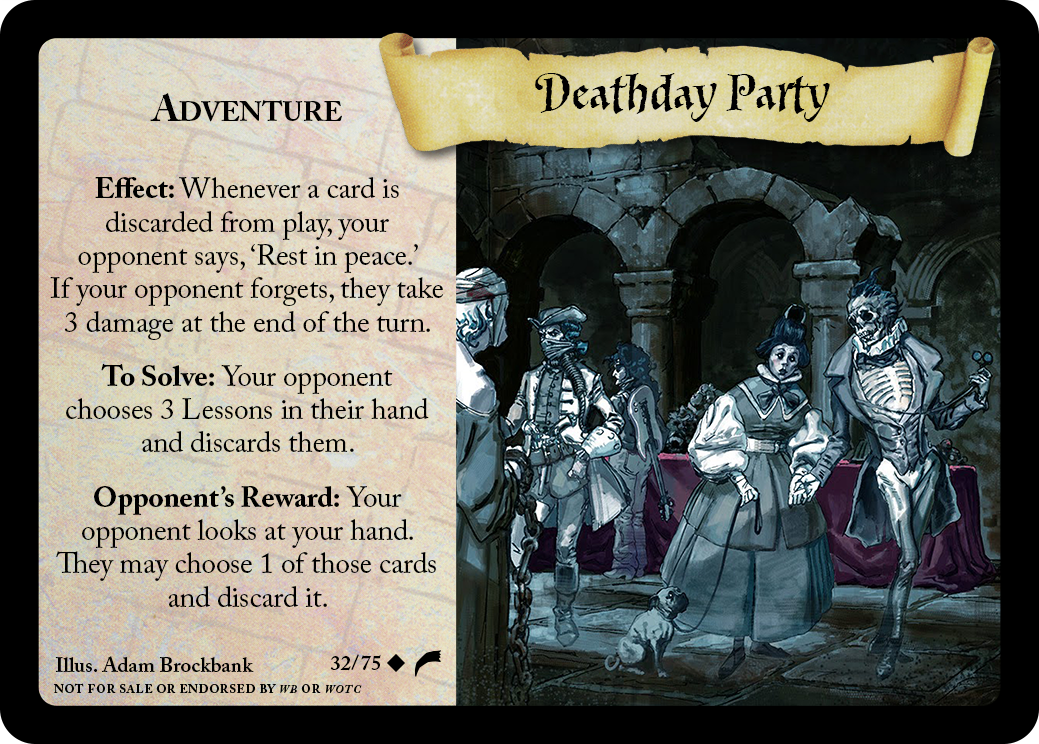 Deathday Party
Adventure
Effect: Whenever a card is
discarded from play, your
opponent says, ‘Rest in peace.’
If your opponent forgets, they take
3 damage at the end of the turn.
To Solve: Your opponent
chooses 3 Lessons in their hand
and discards them.
Opponent’s Reward: Your
opponent looks at your hand.
They may choose 1 of those cards
and discard it.
Illus. Adam Brockbank 32/75
NOT FOR SALE OR ENDORSED BY WB OR WOTC